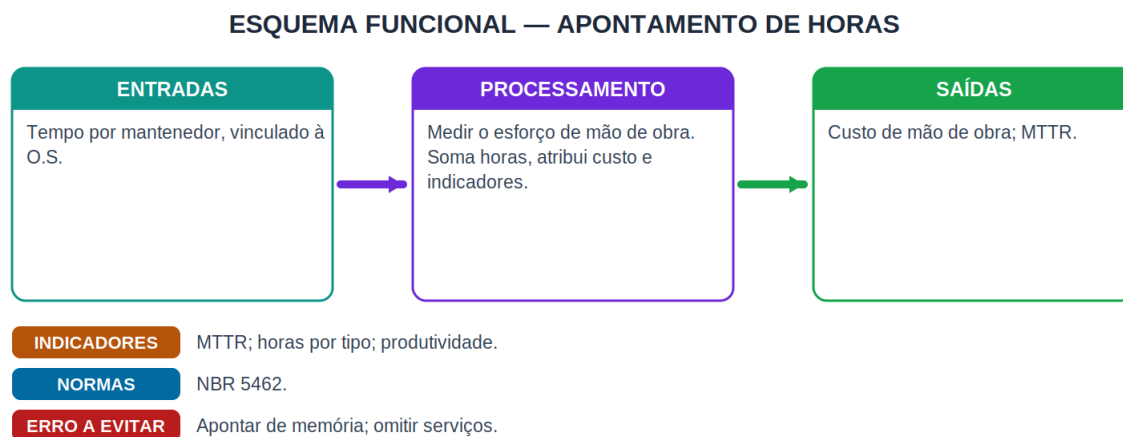 ESQUEMA FUNCIONAL — APONTAMENTO DE HORAS
ENTRADAS
Tempo por mantenedor, vinculado à
O.S.
PROCESSAMENTO
Medir o esforço de mão de obra.
Soma horas, atribui custo e
indicadores.
SAÍDAS
Custo de mão de obra; MTTR.
INDICADORES
MTTR; horas por tipo; produtividade.
NORMAS
NBR 5462.
ERRO A EVITAR
Apontar de memória; omitir serviços.